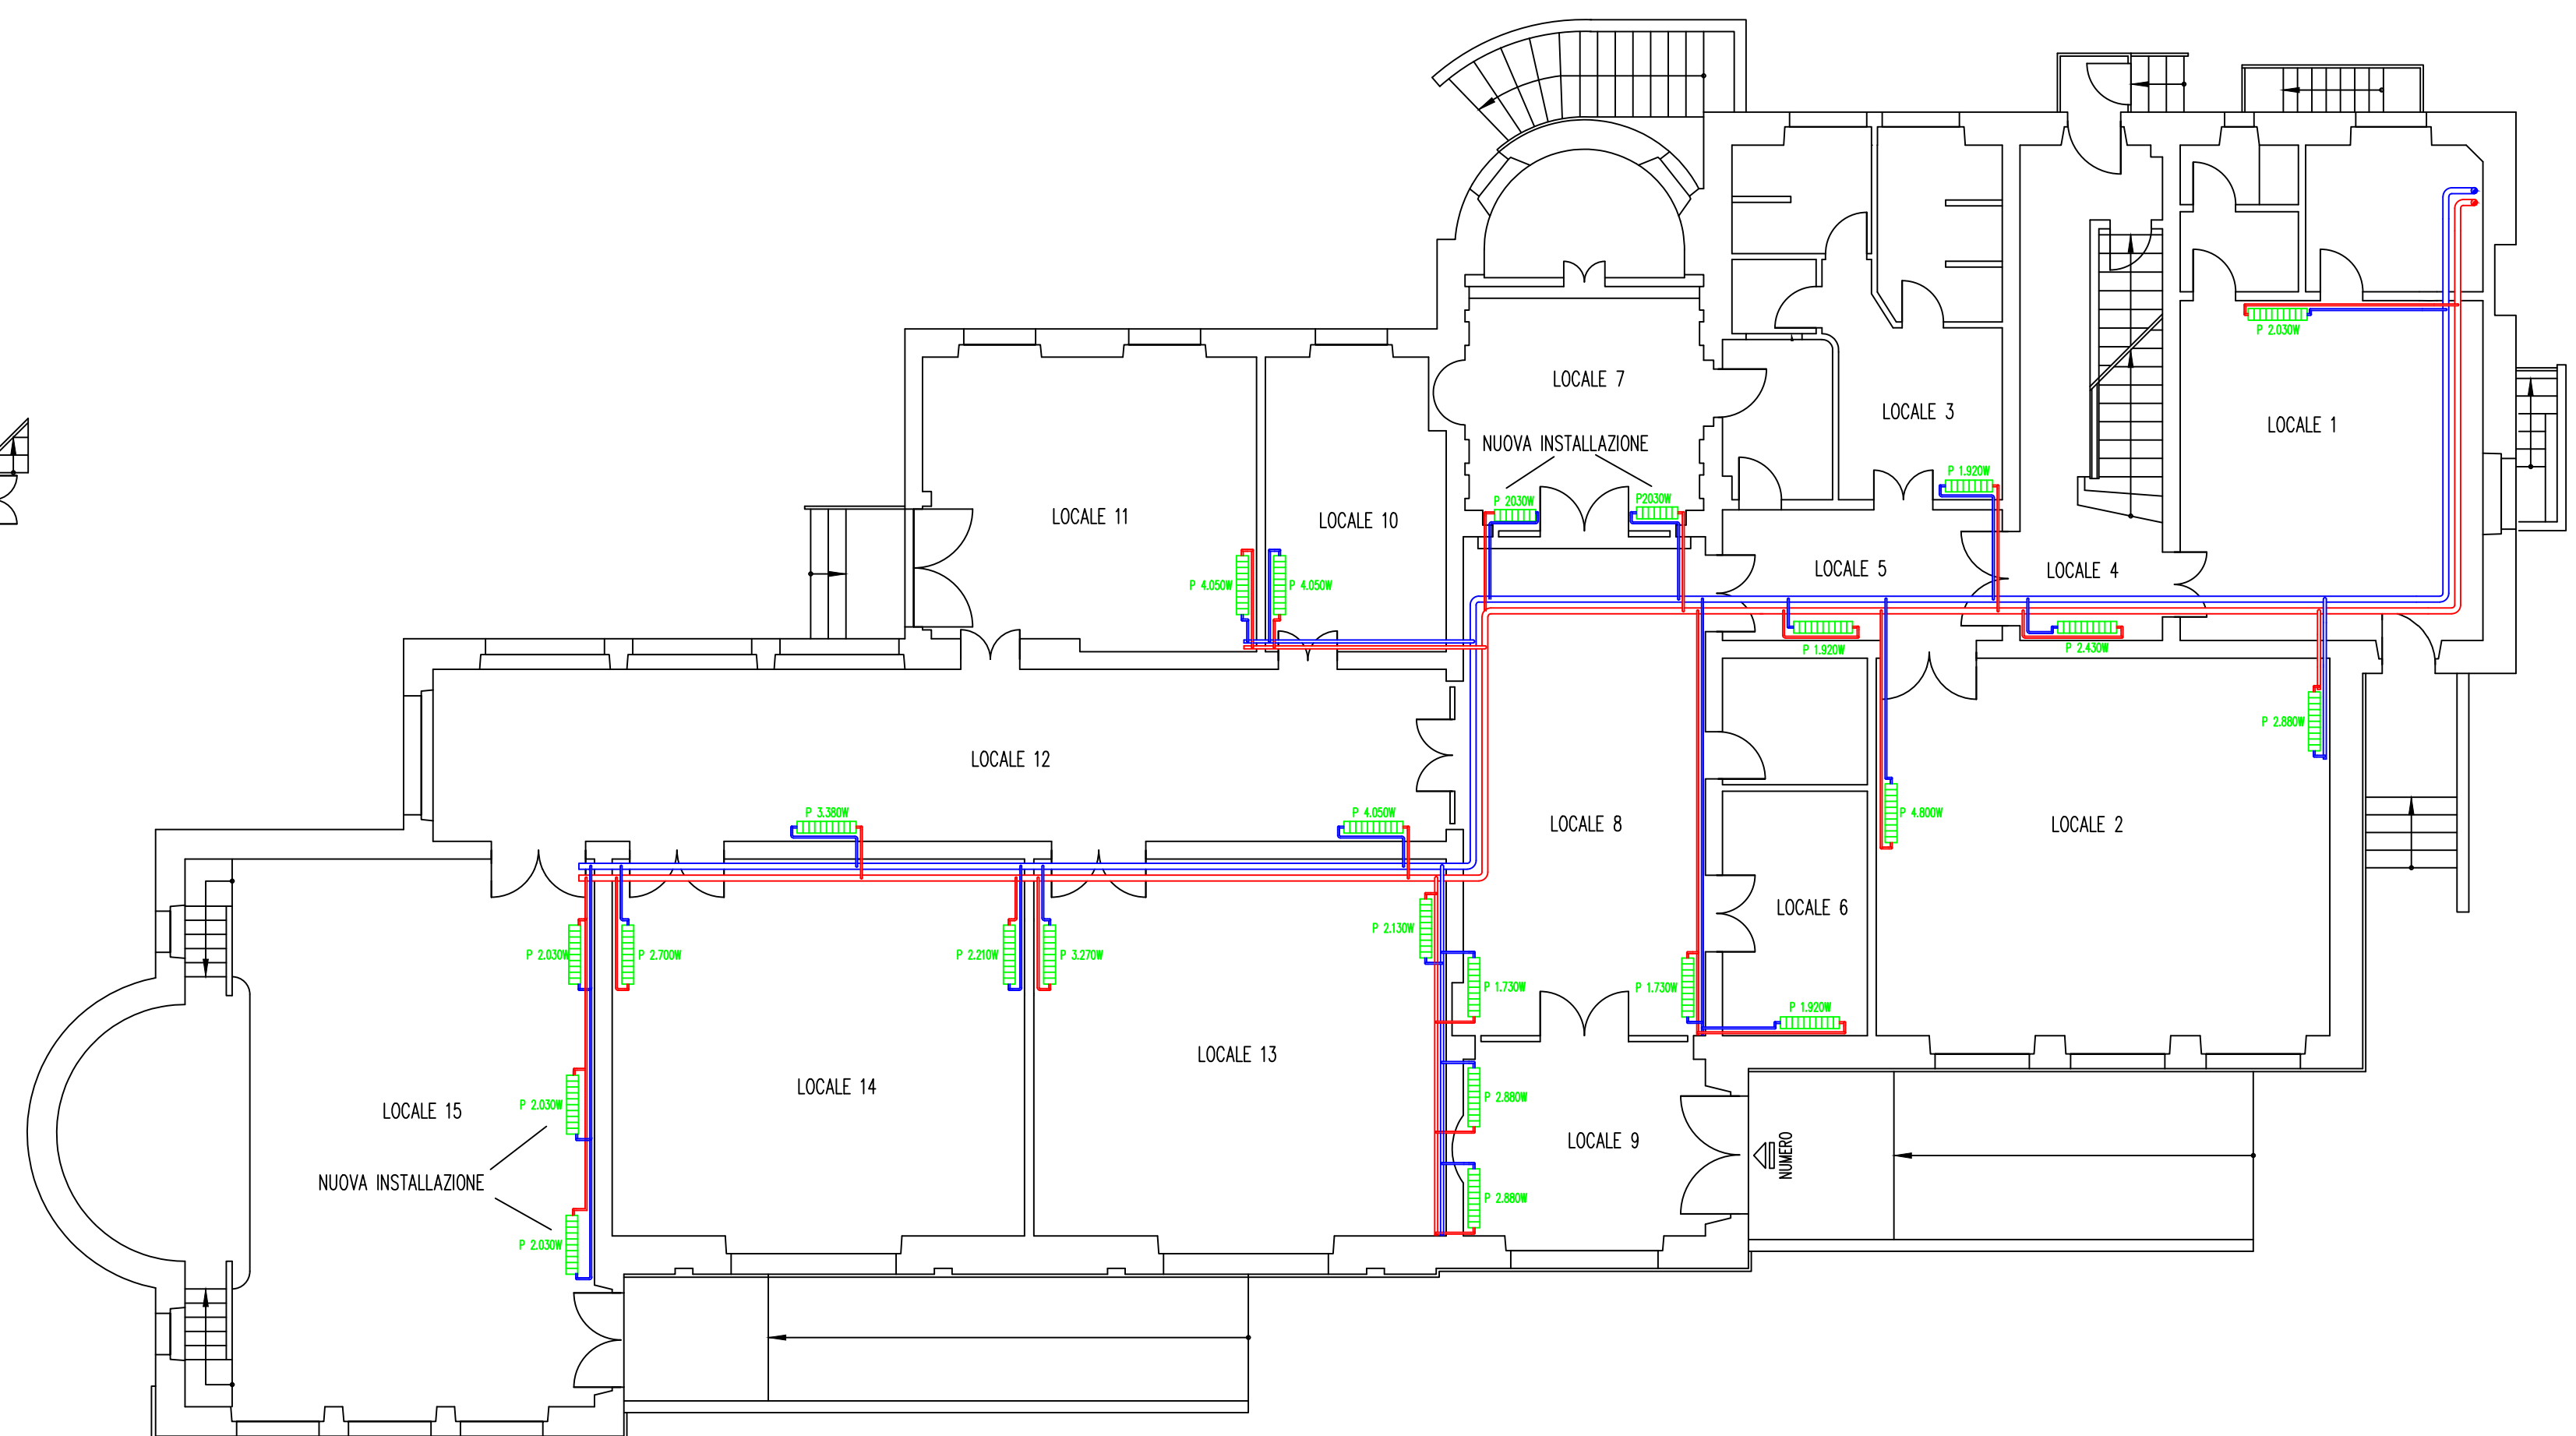 P 2.030W
LOCALE 7
LOCALE 3
LOCALE 1
NUOVA INSTALLAZIONE
P 1.920W
P 2030W
P2030W
LOCALE 11
LOCALE 10
LOCALE 5
LOCALE 4
P 4.050W
P 4.050W
P 1.920W
P 2.430W
P 2.880W
LOCALE 12
P 3.380W
P 4.050W
P 4.800W
LOCALE 8
LOCALE 2
LOCALE 6
P 2.130W
P 2.030W
P 2.700W
P 2.210W
P 3.270W
P 1.730W
P 1.730W
P 1.920W
LOCALE 13
LOCALE 14
P 2.880W
P 2.030W
LOCALE 15
LOCALE 9
NUMERO
NUOVA INSTALLAZIONE
P 2.880W
P 2.030W